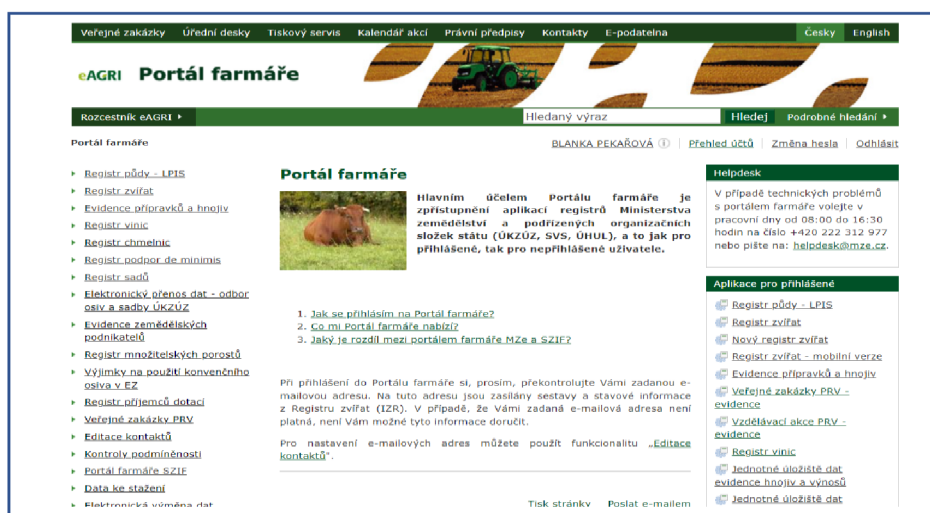 Veřejné zakázky Úřední desky Tiskový servis Kalendář akcí Právní předpisy Kontakty E-podatelna Česky English
eAGRI Portál farmáře
Rozcestník eAGRI Hledaný výraz Hledej Podrobné hledání
Portál farmáře BLANKA PEKAŘOVÁ Přehled účtů Změna hesla Odhlásit
Registr půdy - LPIS
Registr zvířat
Evidence přípravků a hnojiv
Registr vinic
Registr chmelnic
Registr podpor de minimis
Registr sadů
Elektronický přenos dat - odbor
osiv a sadby ÚKZÚZ
Evidence zemědělských
podnikatelů
Registr množitelských porostů
Výjimky na použití konvenčního
osiva v EZ
Registr příjemců dotací
Veřejné zakázky PRV
Editace kontaktů
Kontroly podmíněnosti
Portál farmáře SZIF
Data ke stažení
Elektronická výměna dat
Portál farmáře
Hlavním účelem Portálu farmáře je
zpřístupnění aplikací registrů Ministerstva
zemědělství a podřízených organizačních
složek státu (ÚKZÚZ, SVS, ÚHUL), a to jak pro
přihlášené, tak pro nepřihlášené uživatele.
1. Jak se přihlásím na Portál farmáře?
2. Co mi Portál farmáře nabízí?
3. Jaký je rozdíl mezi portálem farmáře MZe a SZIF?
Při přihlášení do Portálu farmáře si, prosím, překontrolujte Vámi zadanou e-
mailovou adresu. Na tuto adresu jsou zasílány sestavy a stavové informace
z Registru zvířat (IZR). V případě, že Vámi zadaná e-mailová adresa není
platná, není Vám možné tyto informace doručit.
Pro nastavení e-mailových adres můžete použít funkcionalitu „Editace
kontaktů".
Tisk stránky Poslat e-mailem
Helpdesk
V případě technických problémů
s portálem farmáře volejte v
pracovní dny od 08:00 do 16:30
hodin na číslo +420 222 312 977
nebo pište na: helpdesk@mze.cz.
Aplikace pro přihlášené
Registr půdy - LPIS
Registr zvířat
Nový registr zvířat
Registr zvířat - mobilní verze
Evidence přípravků a hnojiv
Veřejné zakázky PRV -
evidence
Vzdělávací akce PRV -
evidence
Registr vinic
Jednotné úložiště dat
evidence hnojiv a výnosů
Jednotné úložiště dat